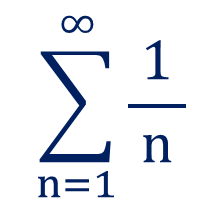 ∞
∑ 1/n
n=1